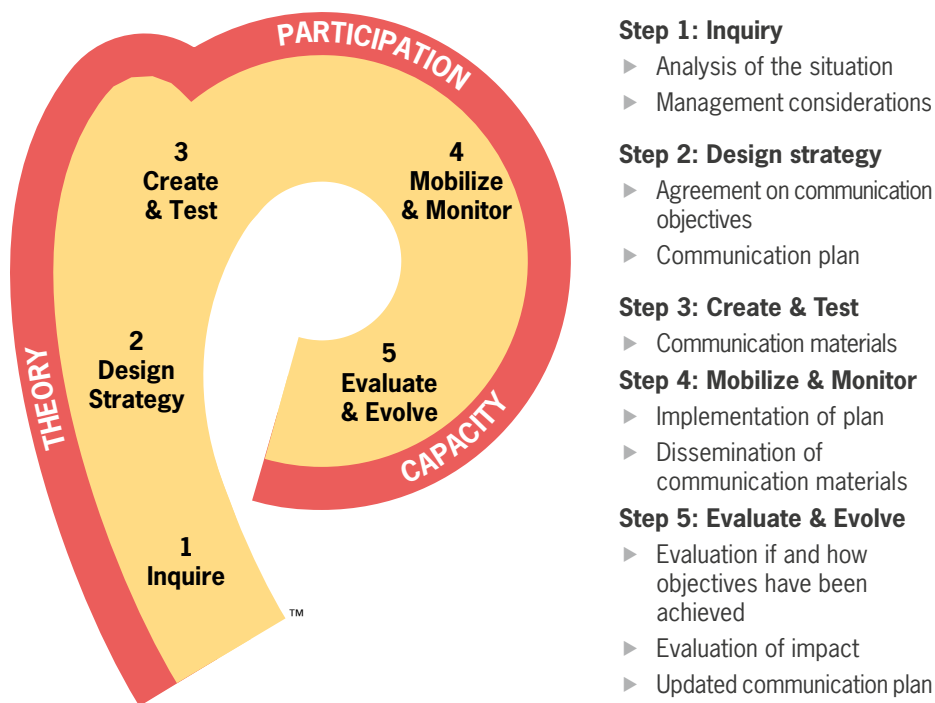 PARTICIPATION
3
Create
& Test
4
Mobilize
& Monitor
THEORY
2
Design
Strategy
5
Evaluate
& Evolve
CAPACITY
1
Inquire
™
Step 1: Inquiry
Analysis of the situation
Management considerations
Step 2: Design strategy
Agreement on communication
objectives
Communication plan
Step 3: Create & Test
Communication materials
Step 4: Mobilize & Monitor
Implementation of plan
Dissemination of
communication materials
Step 5: Evaluate & Evolve
Evaluation if and how
objectives have been
achieved
Evaluation of impact
Updated communication plan